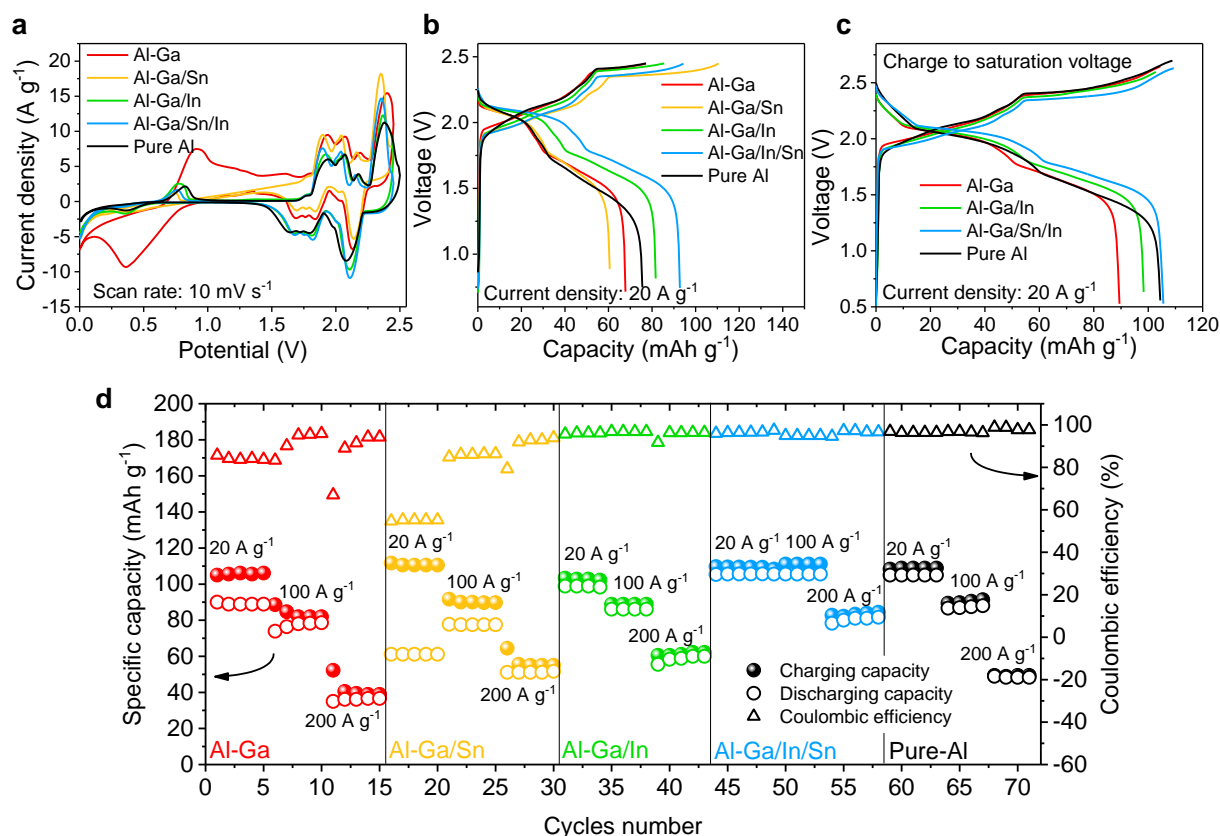 a
Current density (A g⁻¹)
20
15
10
5
0
-5
-10
-15
Al-Ga
Al-Ga/Sn
Al-Ga/In
Al-Ga/Sn/In
Pure Al
Scan rate: 10 mV s⁻¹
0.0 0.5 1.0 1.5 2.0 2.5
Potential (V)
b
Voltage (V)
2.5
2.0
1.5
1.0
Al-Ga
Al-Ga/Sn
Al-Ga/In
Al-Ga/In/Sn
Pure Al
Current density: 20 A g⁻¹
0 50 100 150
Capacity (mAh g⁻¹)
c
Voltage (V)
2.5
2.0
1.5
1.0
0.5
Charge to saturation voltage
Al-Ga
Al-Ga/In
Al-Ga/Sn/In
Pure Al
Current density: 20 A g⁻¹
0 20 40 60 80 100 120
Capacity (mAh g⁻¹)
d
Specific capacity (mAh g⁻¹)
200
180
160
140
120
100
80
60
40
20
0
20 A g⁻¹
100 A g⁻¹
200 A g⁻¹
Al-Ga
20 A g⁻¹
100 A g⁻¹
200 A g⁻¹
Al-Ga/Sn
20 A g⁻¹
100 A g⁻¹
200 A g⁻¹
Al-Ga/In
20 A g⁻¹ 100 A g⁻¹
200 A g⁻¹
Al-Ga/In/Sn
20 A g⁻¹
100 A g⁻¹
200 A g⁻¹
Pure-Al
Charging capacity
Discharging capacity
Coulombic efficiency
100
80
60
40
20
0
-20
-40
-60
Coulombic efficiency (%)
0 5 10 15 20 25 30 35 40 45 50 55 60 65 70
Cycles number